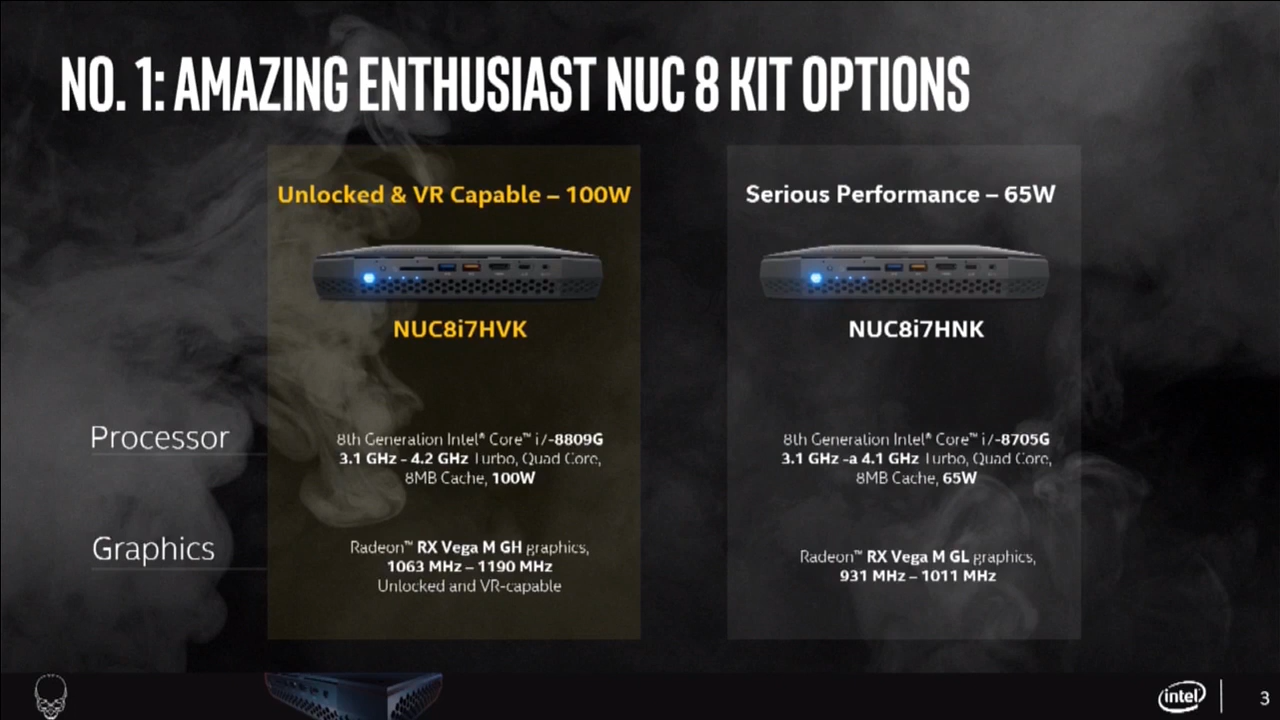 NO. 1: AMAZING ENTHUSIAST NUC 8 KIT OPTIONS
Unlocked & VR Capable – 100W
NUC8i7HVK
Serious Performance – 65W
NUC8i7HNK
Processor
8th Generation Intel® Core™ i7-8809G
3.1 GHz – 4.2 GHz Turbo, Quad Core,
8MB Cache, 100W
8th Generation Intel® Core™ i7-8705G
3.1 GHz -a 4.1 GHz Turbo, Quad Core,
8MB Cache, 65W
Graphics
Radeon™ RX Vega M GH graphics,
1063 MHz – 1190 MHz
Unlocked and VR-capable
Radeon™ RX Vega M GL graphics,
931 MHz – 1011 MHz
intel
3